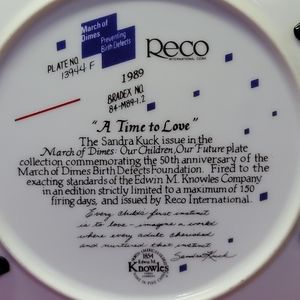 March of
Dimes
Preventing
Birth Defects
Reco
INTERNATIONAL CORP.
PLATE NO.
13944 F
1989
BRADEX NO.
84-M89-1.2
"A Time to Love"
The Sandra Kuck issue in the
March of Dimes: Our Children, Our Future plate
collection commemorating the 50th anniversary of the
March of Dimes Birth Defects Foundation. Fired to the
exacting standards of the Edwin M. Knowles Company
in an edition strictly limited to a maximum of 150
firing days, and issued by Reco International.
Every child's first instinct
is to love - imagine a world
where every adult cherished
and nurtured that instinct
Sandra Kuck
1854
Edwin M.
Knowles